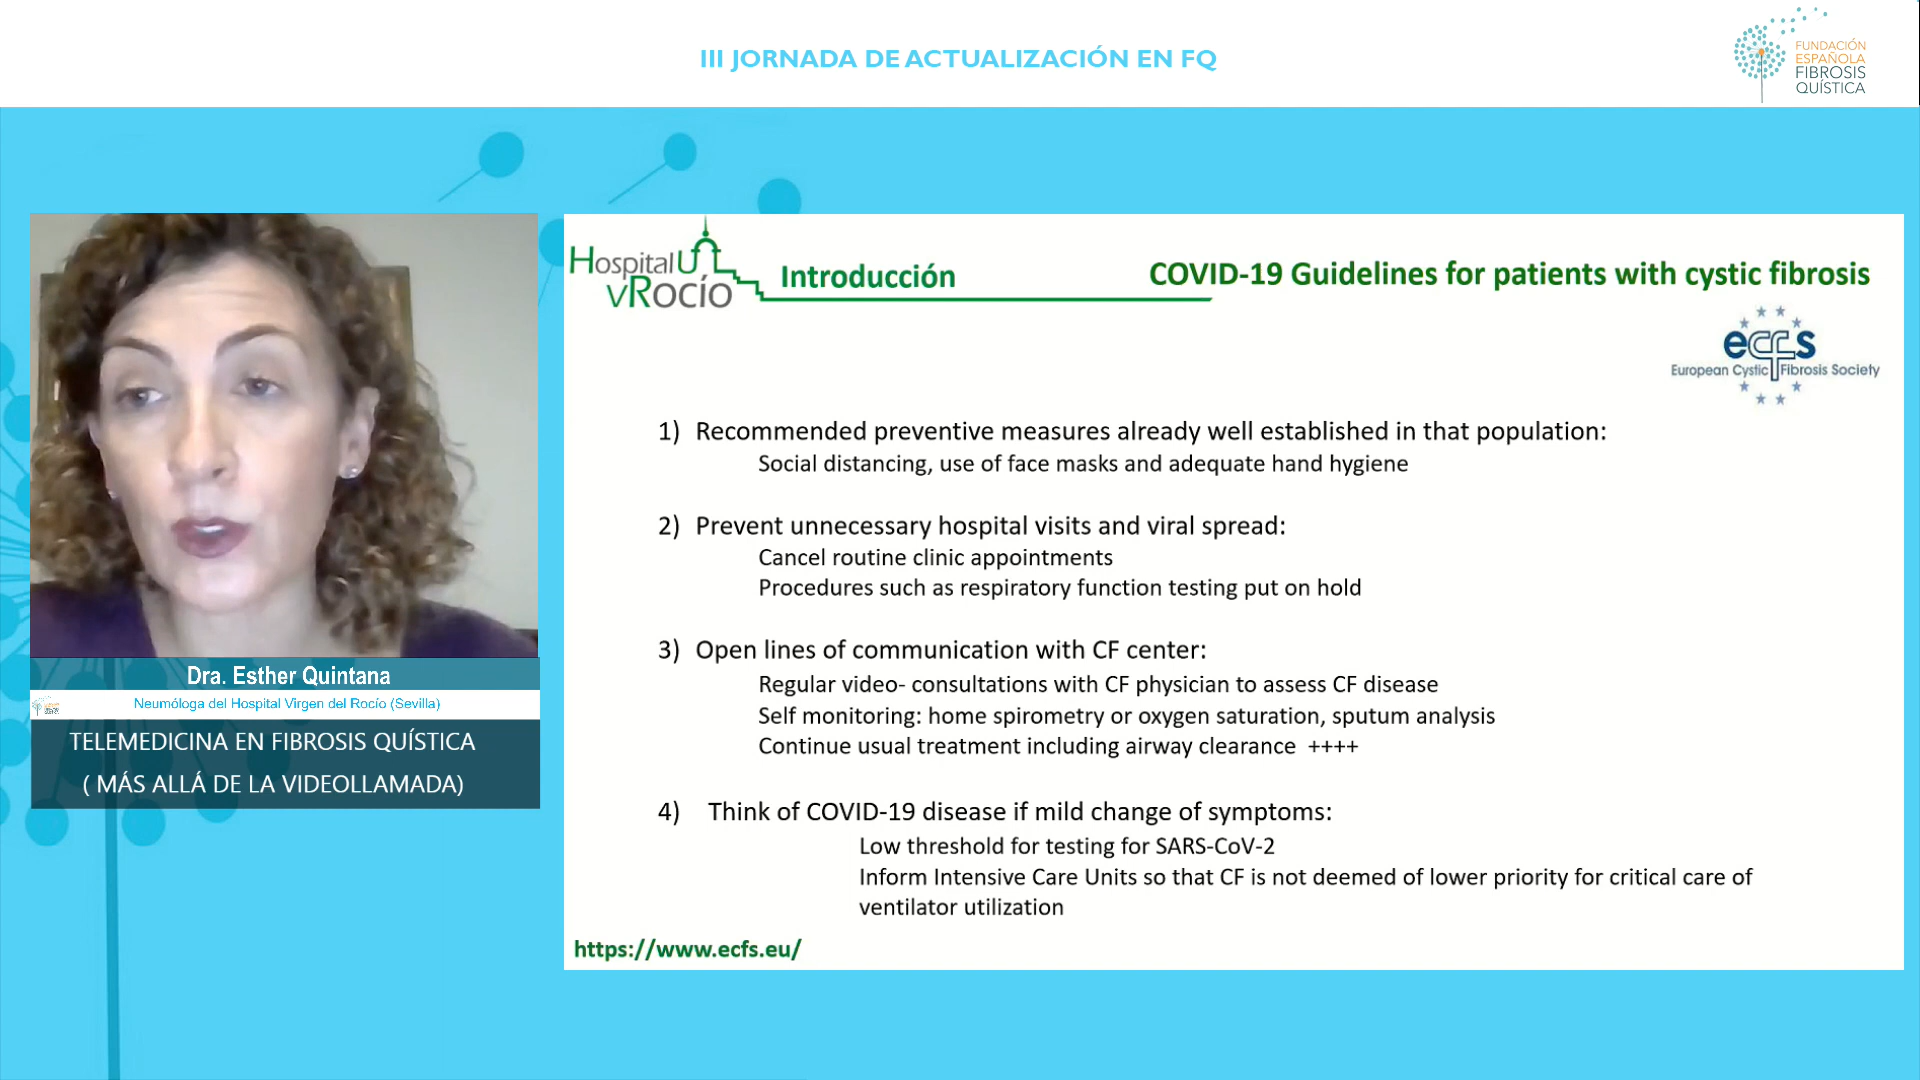 III JORNADA DE ACTUALIZACIÓN EN FQ
FUNDACIÓN
ESPAÑOLA
FIBROSIS
QUÍSTICA
Dra. Esther Quintana
Neumóloga del Hospital Virgen del Rocío (Sevilla)
TELEMEDICINA EN FIBROSIS QUÍSTICA
( MÁS ALLÁ DE LA VIDEOLLAMADA)
Hospital U
vRocío
Introducción
COVID-19 Guidelines for patients with cystic fibrosis
ecfs
European Cystic Fibrosis Society
1) Recommended preventive measures already well established in that population:
Social distancing, use of face masks and adequate hand hygiene
2) Prevent unnecessary hospital visits and viral spread:
Cancel routine clinic appointments
Procedures such as respiratory function testing put on hold
3) Open lines of communication with CF center:
Regular video- consultations with CF physician to assess CF disease
Self monitoring: home spirometry or oxygen saturation, sputum analysis
Continue usual treatment including airway clearance ++++
4) Think of COVID-19 disease if mild change of symptoms:
Low threshold for testing for SARS-CoV-2
Inform Intensive Care Units so that CF is not deemed of lower priority for critical care of
ventilator utilization
https://www.ecfs.eu/